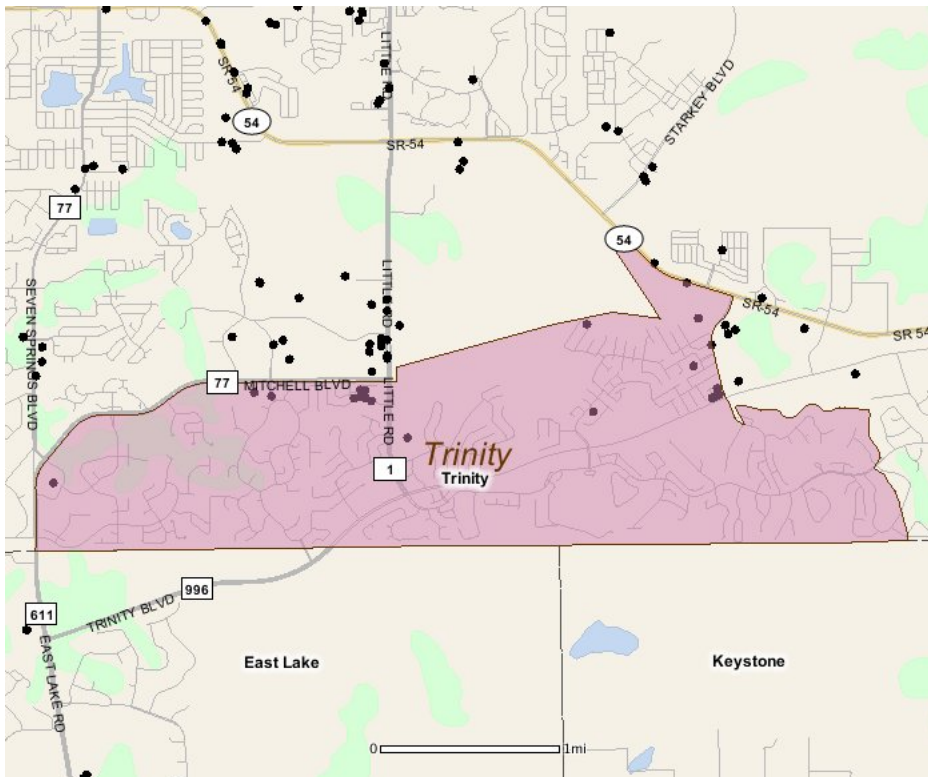 LITTLE RD
SR-54
54
SR-54
STARKEY BLVD
77
54
SEVEN SPRINGS BLVD
LITTLE RD
SR-54
SR 54
77
MITCHELL BLVD
LITTLE RD
Trinity
Trinity
1
996
611
TRINITY BLVD
EAST LAKE RD
East Lake
Keystone
0
1mi